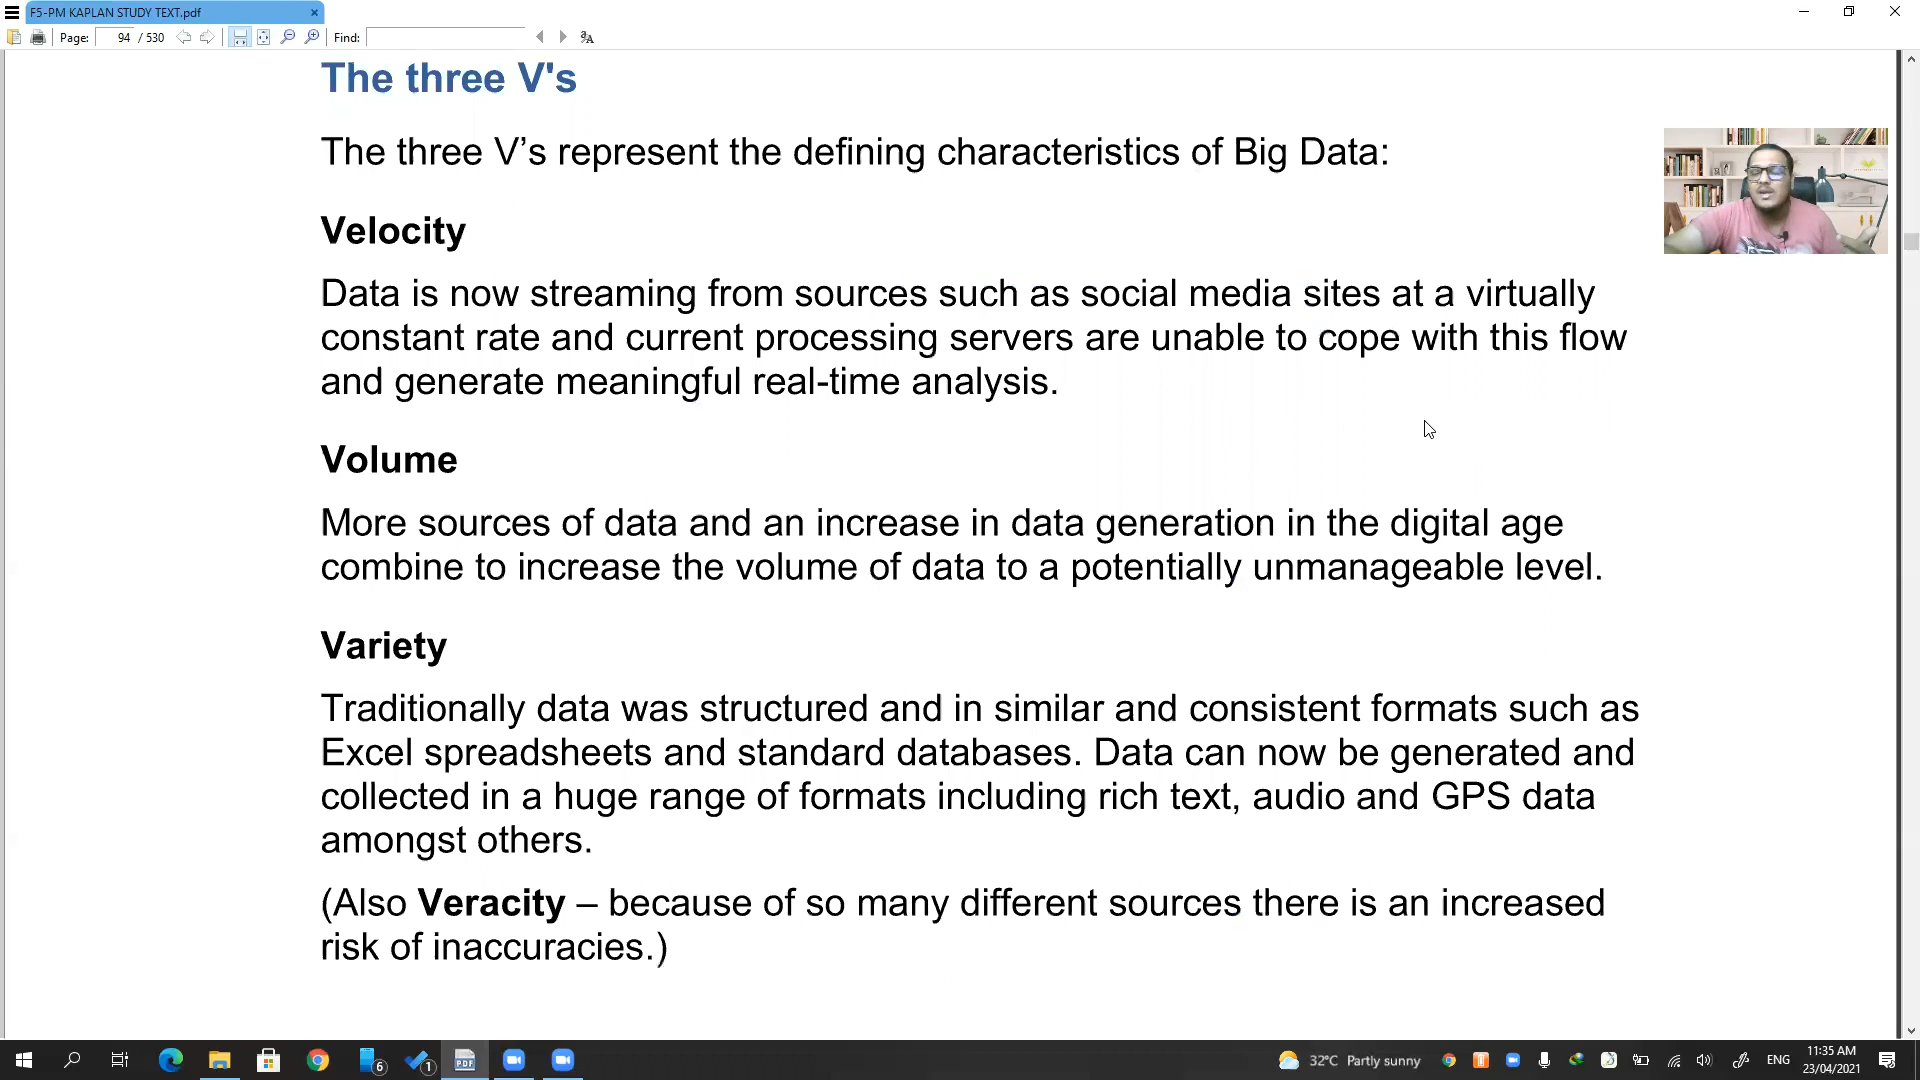 F5-PM KAPLAN STUDY TEXT.pdf
Page: 94 / 530 Find:
The three V's
The three V’s represent the defining characteristics of Big Data:
Velocity
Data is now streaming from sources such as social media sites at a virtually
constant rate and current processing servers are unable to cope with this flow
and generate meaningful real-time analysis.
Volume
More sources of data and an increase in data generation in the digital age
combine to increase the volume of data to a potentially unmanageable level.
Variety
Traditionally data was structured and in similar and consistent formats such as
Excel spreadsheets and standard databases. Data can now be generated and
collected in a huge range of formats including rich text, audio and GPS data
amongst others.
(Also Veracity – because of so many different sources there is an increased
risk of inaccuracies.)
6
1
PDF
32°C Partly sunny
ENG
11:35 AM
23/04/2021